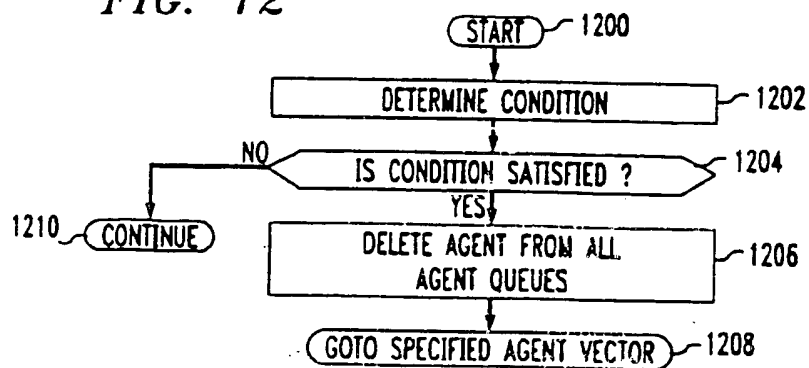 FIG. 12
START 1200
DETERMINE CONDITION 1202
IS CONDITION SATISFIED ? 1204
NO
YES
1210 CONTINUE
DELETE AGENT FROM ALL
AGENT QUEUES
1206
GOTO SPECIFIED AGENT VECTOR 1208